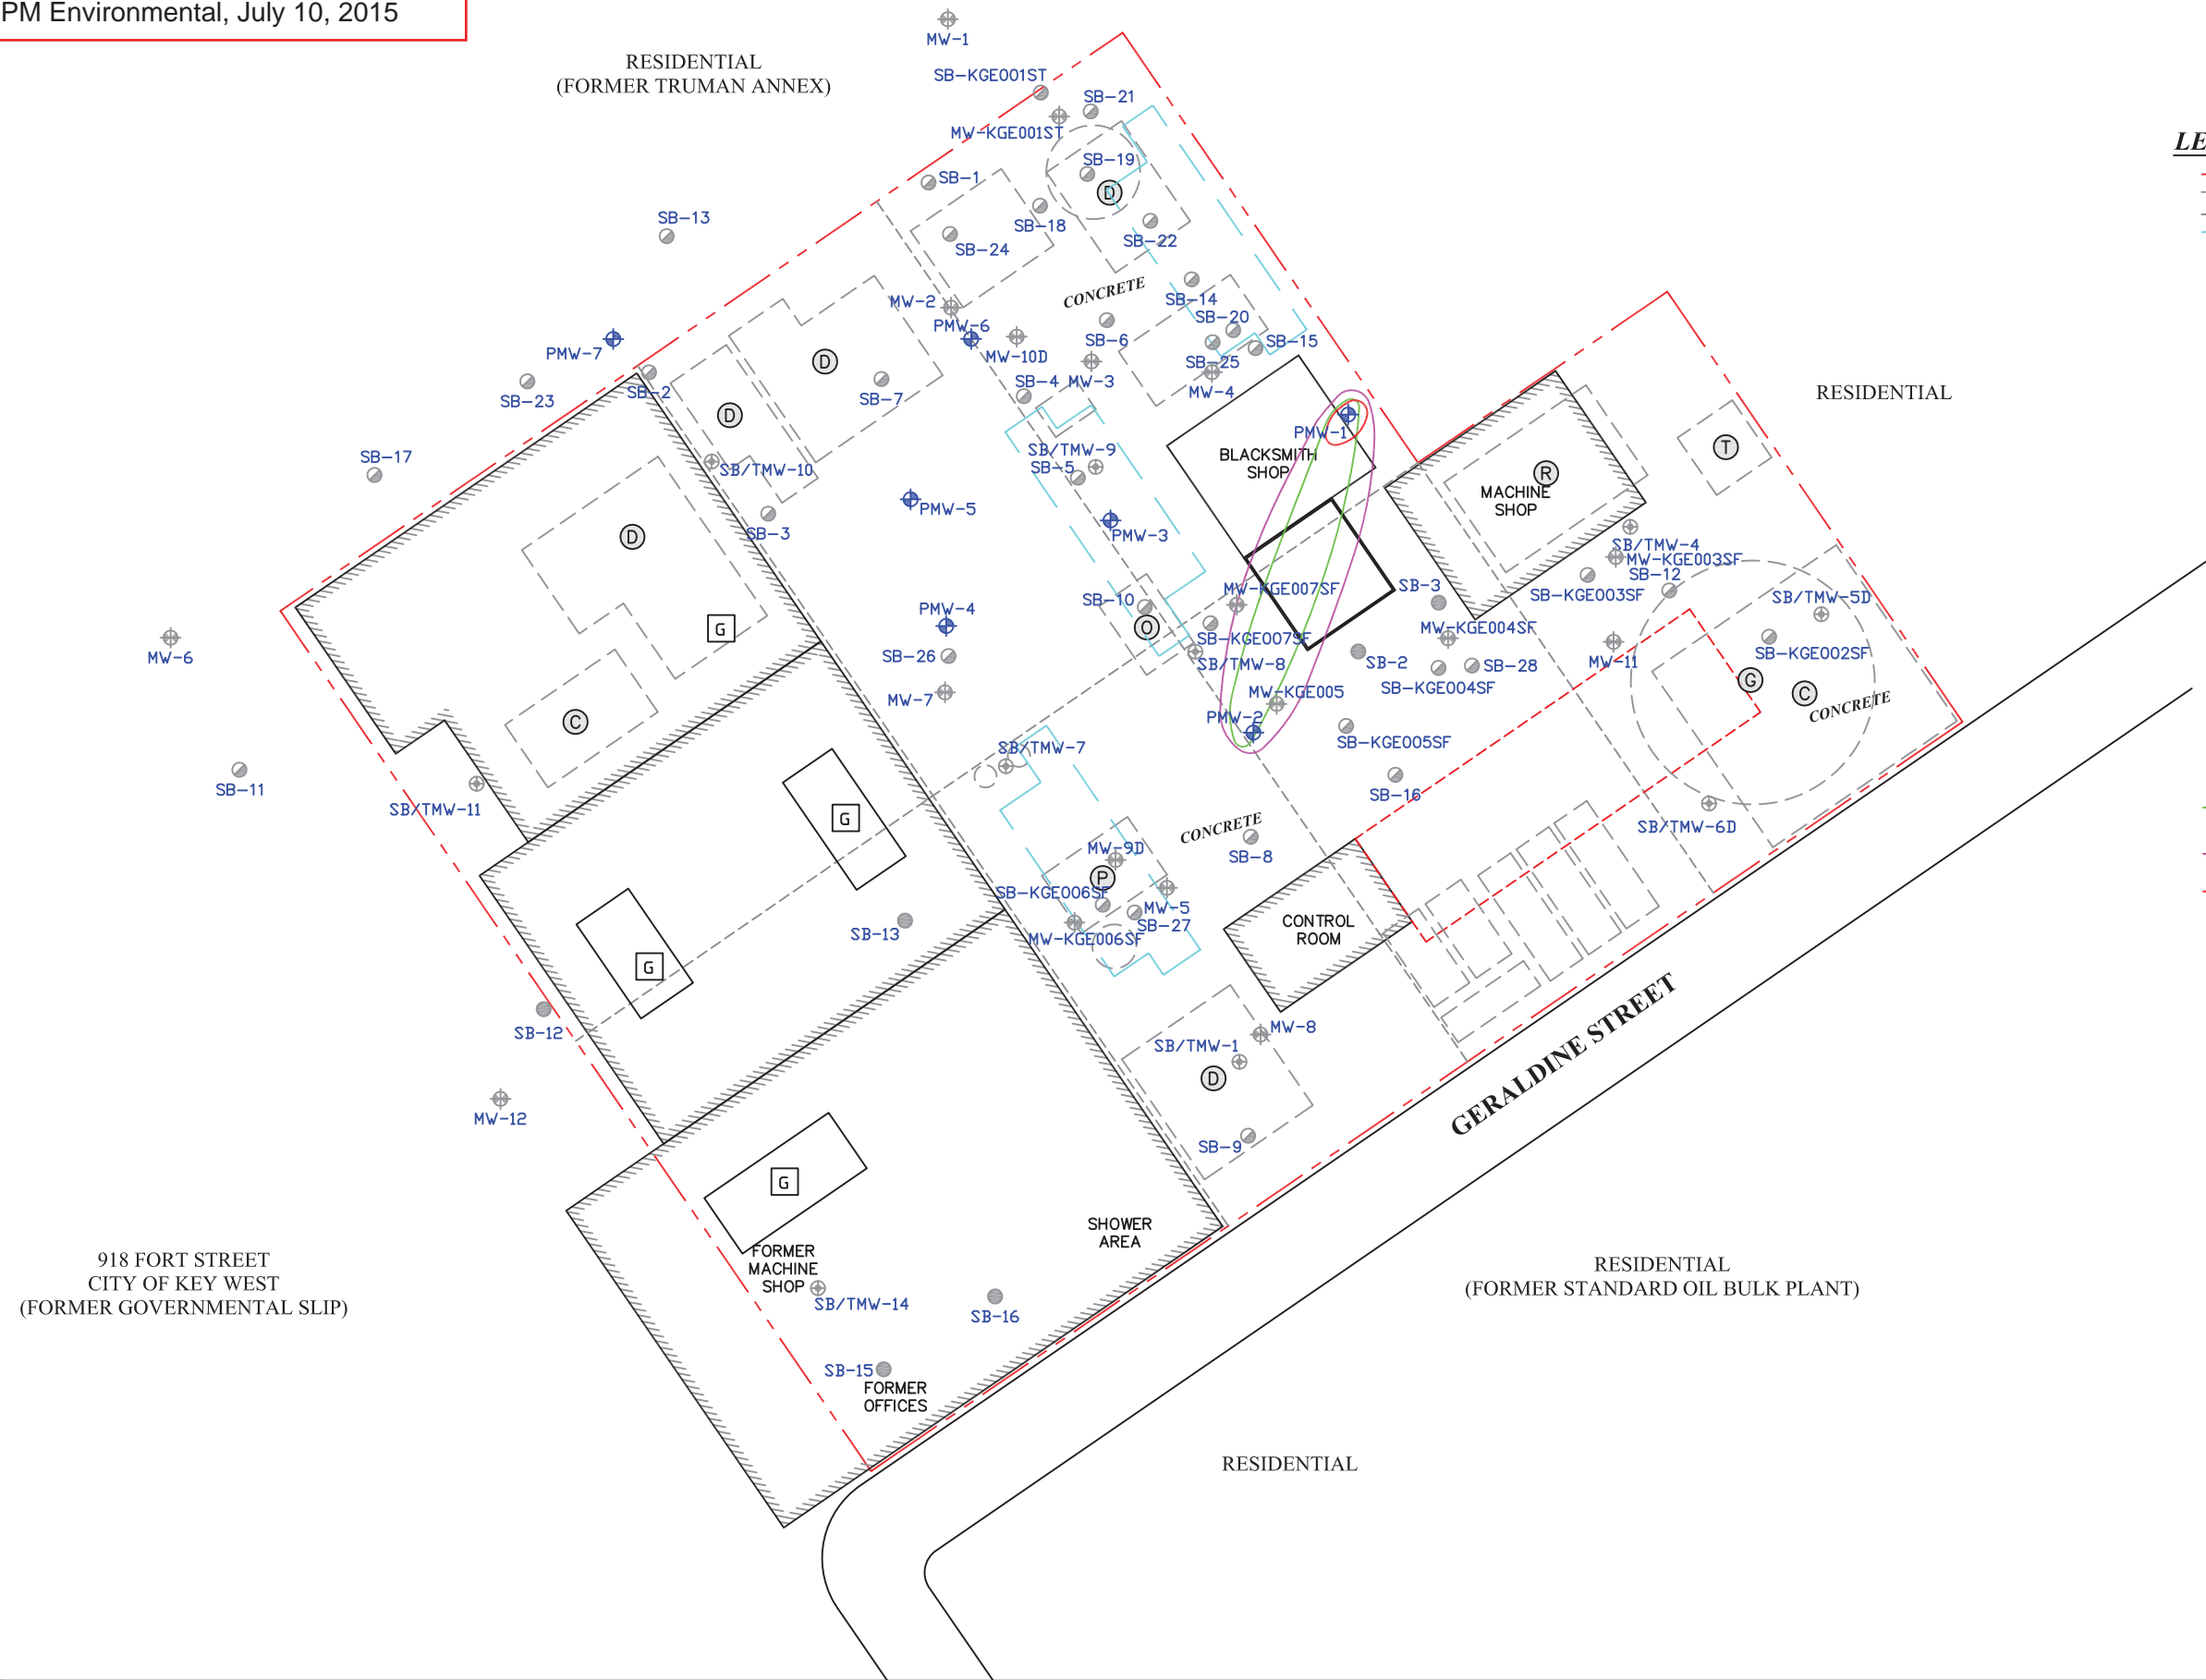 PM Environmental, July 10, 2015
MW-1
RESIDENTIAL
(FORMER TRUMAN ANNEX)
SB-KGE001ST
SB-21
MW-KGE001ST
LE
SB-19
D
SB-1
SB-13
SB-18
SB-22
SB-24
CONCRETE
SB-14
MW-2
PMW-6
SB-20
MW-10D
SB-6
SB-15
PMW-7
D
SB-25
SB-4
MW-3
MW-4
SB-2
SB-7
SB-23
RESIDENTIAL
D
PMW-1
T
SB-17
SB/TMW-9
BLACKSMITH
SHOP
SB-5
SB/TMW-10
R
MACHINE
SHOP
PMW-5
SB-3
PMW-3
D
SB/TMW-4
MW-KGE003SF
SB-12
SB-3
MW-KGE007SF
SB-KGE003SF
SB/TMW-5D
SB-10
PMW-4
G
O
MW-KGE004SF
SB-KGE007SF
SB-KGE002SF
MW-6
SB-26
SB/TMW-8
SB-2
SB-28
MW-11
G
SB-KGE004SF
MW-7
MW-KGE005
C
CONCRETE
C
PMW-2
SB-KGE005SF
SB/TMW-7
SB-11
SB-16
SB/TMW-11
G
CONCRETE
SB/TMW-6D
MW-9D
SB-8
P
SB-KGE006SF
MW-5
SB-27
CONTROL
ROOM
SB-13
MW-KGE006SF
G
SB-12
MW-8
SB/TMW-1
GERALDINE STREET
D
MW-12
SB-9
G
SHOWER
AREA
FORMER
MACHINE
SHOP
918 FORT STREET
CITY OF KEY WEST
(FORMER GOVERNMENTAL SLIP)
RESIDENTIAL
(FORMER STANDARD OIL BULK PLANT)
SB/TMW-14
SB-16
SB-15
FORMER
OFFICES
RESIDENTIAL